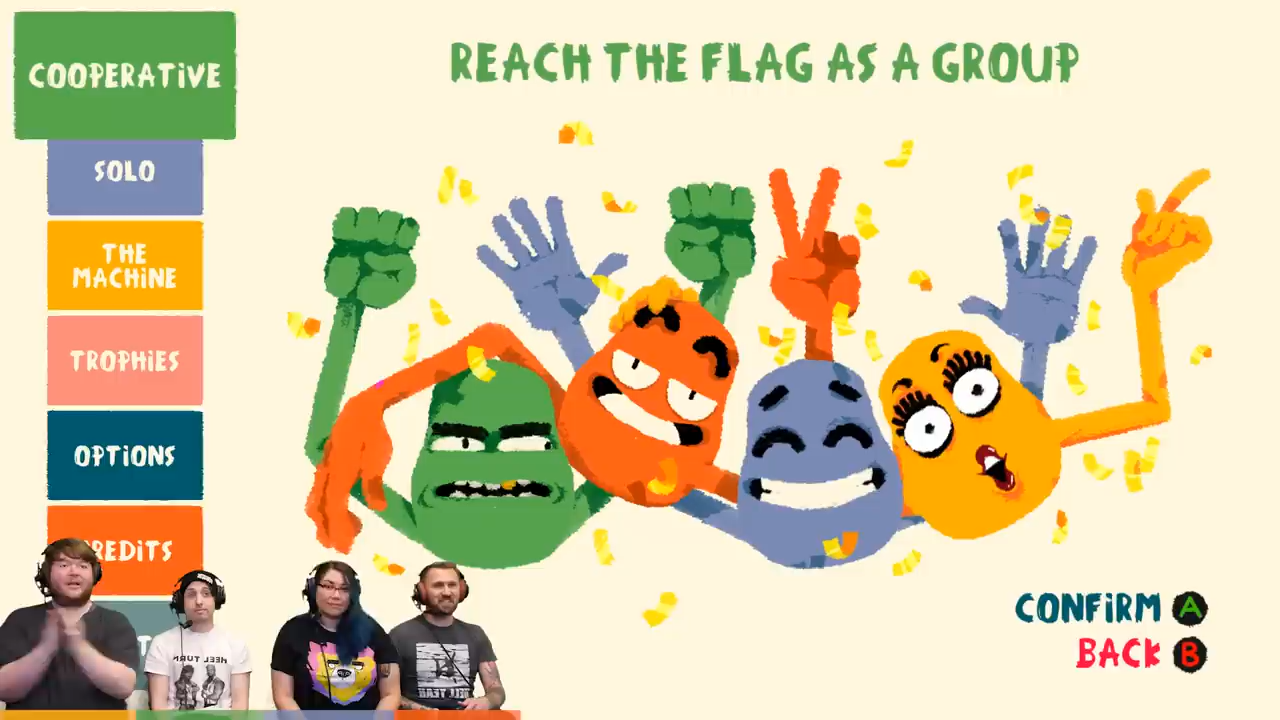 COOPERATIVE
REACH THE FLAG AS A GROUP
SOLO
THE
MACHINE
TROPHIES
OPTIONS
REDITS
CONFIRM A
BACK B